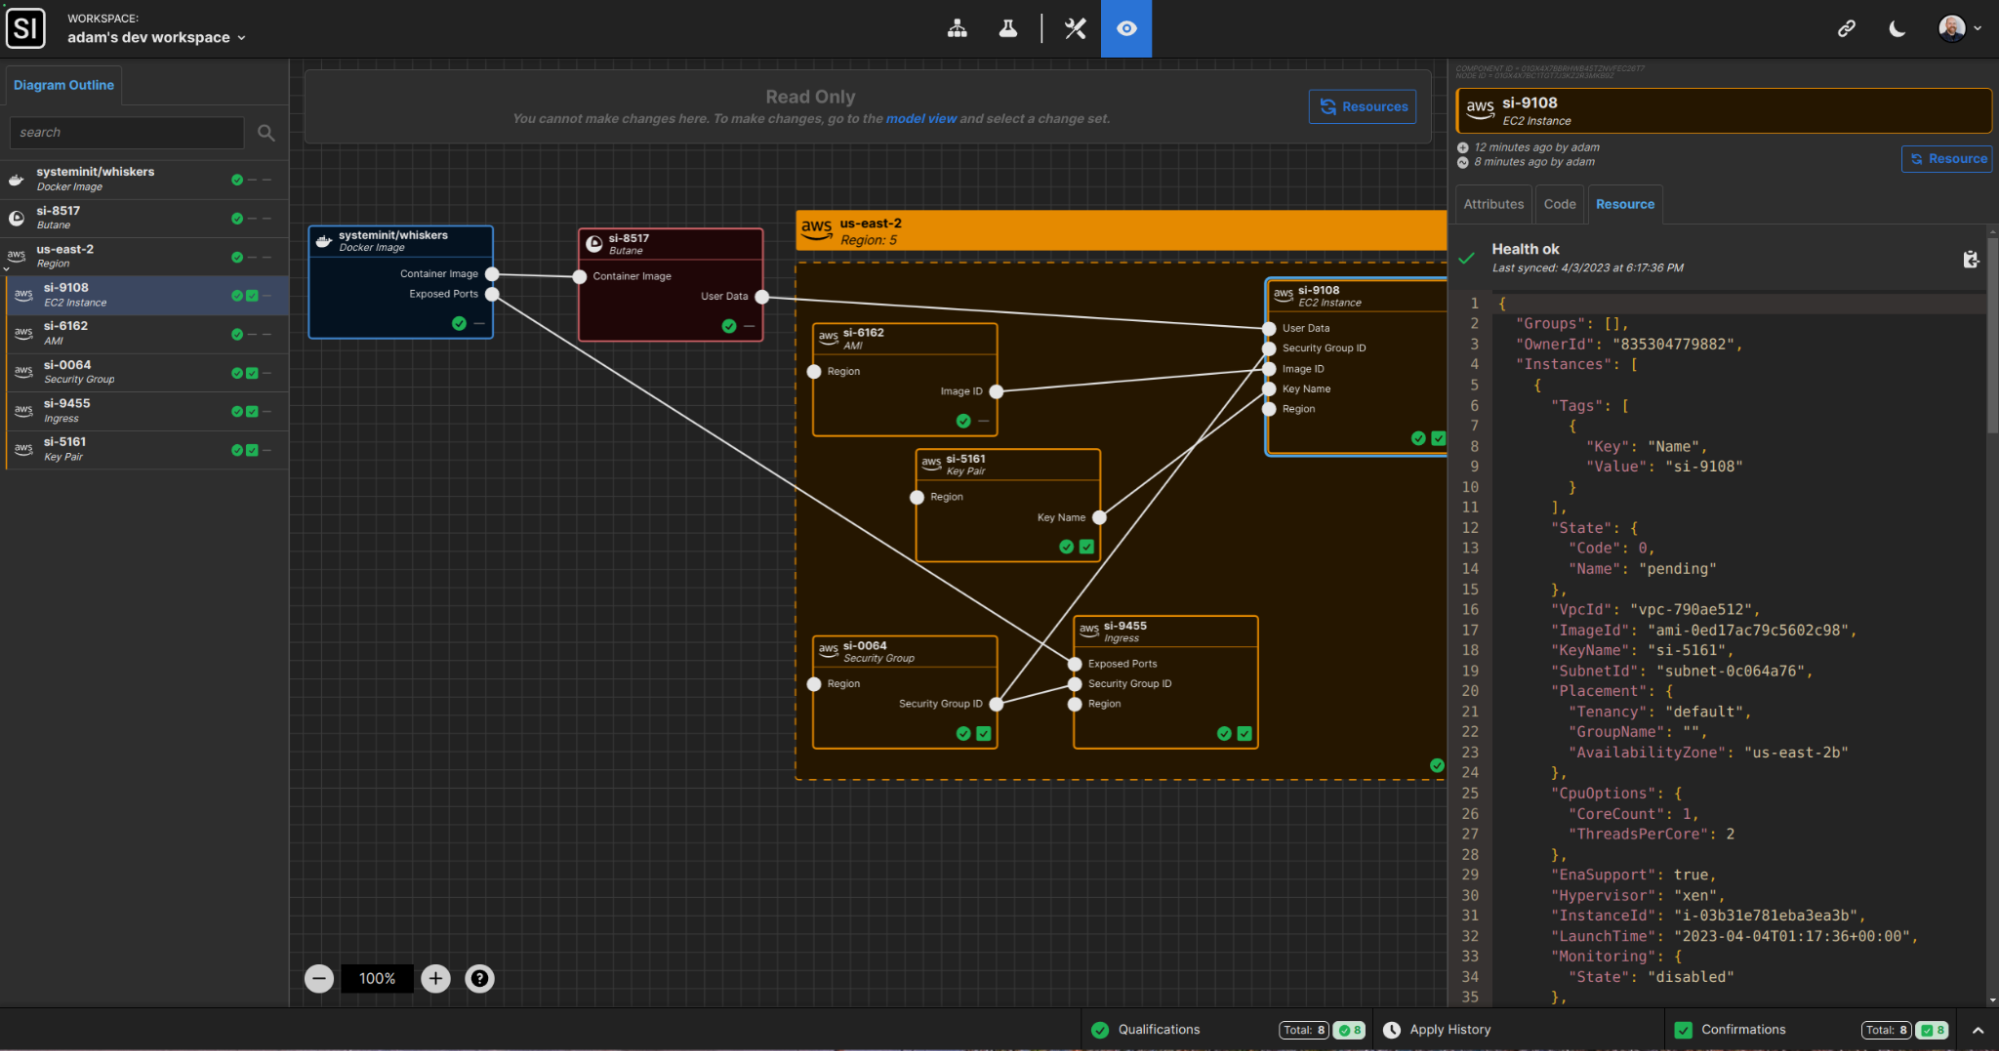 SI
WORKSPACE:
adam's dev workspace
Diagram Outline
search
systeminit/whiskers
Docker Image
si-8517
Butane
aws
us-east-2
Region
aws
si-9108
EC2 Instance
aws
si-6162
AMI
aws
si-0064
Security Group
aws
si-9455
Ingress
aws
si-5161
Key Pair
Read Only
You cannot make changes here. To make changes, go to the model view and select a change set.
Resources
systeminit/whiskers
Docker Image
Container Image
Exposed Ports
si-8517
Butane
Container Image
User Data
aws
us-east-2
Region: 5
aws
si-6162
AMI
Region
Image ID
aws
si-5161
Key Pair
Region
Key Name
aws
si-0064
Security Group
Region
Security Group ID
aws
si-9455
Ingress
Exposed Ports
Security Group ID
Region
aws
si-9108
EC2 Instance
User Data
Security Group ID
Image ID
Key Name
Region
100%
aws
si-9108
EC2 Instance
12 minutes ago by adam
8 minutes ago by adam
Resource
Attributes
Code
Resource
Health ok
Last synced: 4/3/2023 at 6:17:36 PM
1 {
2 "Groups": [],
3 "OwnerId": "835304779882",
4 "Instances": [
5 {
6 "Tags": [
7 {
8 "Key": "Name",
9 "Value": "si-9108"
10 }
11 ],
12 "State": {
13 "Code": 0,
14 "Name": "pending"
15 },
16 "VpcId": "vpc-790ae512",
17 "ImageId": "ami-0ed17ac79c5602c98",
18 "KeyName": "si-5161",
19 "SubnetId": "subnet-0c064a76",
20 "Placement": {
21 "Tenancy": "default",
22 "GroupName": "",
23 "AvailabilityZone": "us-east-2b"
24 },
25 "CpuOptions": {
26 "CoreCount": 1,
27 "ThreadsPerCore": 2
28 },
29 "EnaSupport": true,
30 "Hypervisor": "xen",
31 "InstanceId": "i-03b31e781eba3ea3b",
32 "LaunchTime": "2023-04-04T01:17:36+00:00",
33 "Monitoring": {
34 "State": "disabled"
35 },
Qualifications
Total: 8
8
Apply History
Confirmations
Total: 8
8